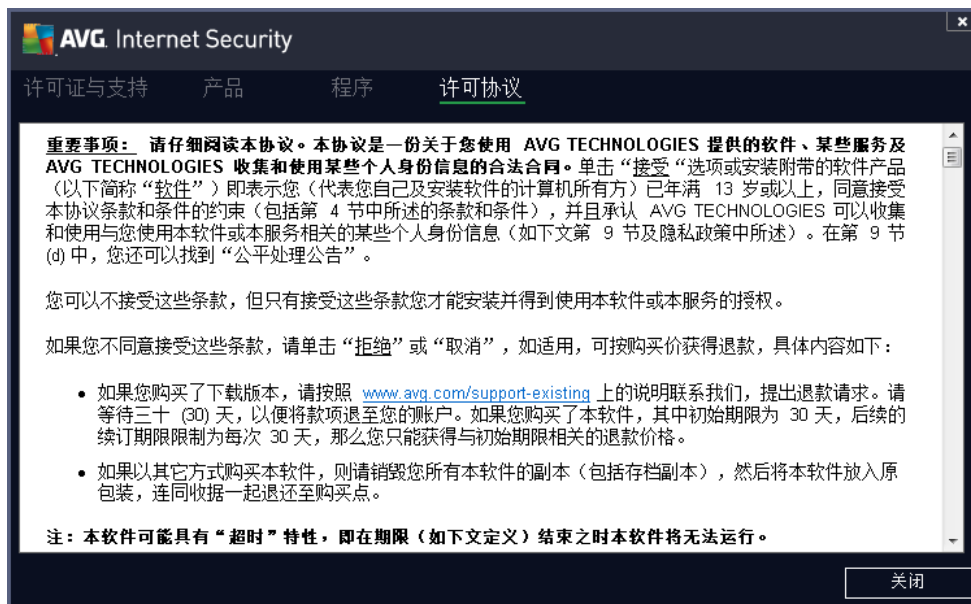 AVG. Internet Security
许可证与支持 产品 程序 许可协议
重要事项： 请仔细阅读本协议。本协议是一份关于您使用 AVG TECHNOLOGIES 提供的软件、某些服务及
AVG TECHNOLOGIES 收集和使用某些个人身份信息的合法合同。单击“接受“选项或安装附带的软件产品
（以下简称“软件”）即表示您（代表您自己及安装软件的计算机所有方）已年满 13 岁或以上，同意接受
本协议条款和条件的约束（包括第 4 节中所述的条款和条件），并且承认 AVG TECHNOLOGIES 可以收集
和使用与您使用本软件或本服务相关的某些个人身份信息（如下文第 9 节及隐私政策中所述）。在第 9 节
(d) 中，您还可以找到“公平处理公告”。
您可以不接受这些条款，但只有接受这些条款您才能安装并得到使用本软件或本服务的授权。
如果您不同意接受这些条款，请单击“拒绝”或“取消”，如适用，可按购买价获得退款，具体内容如下：
• 如果您购买了下载版本，请按照 www.avg.com/support-existing 上的说明联系我们，提出退款请求。请
等待三十 (30) 天，以便将款项退至您的账户。如果您购买了本软件，其中初始期限为 30 天，后续的
续订期限限制为每次 30 天，那么您只能获得与初始期限相关的退款价格。
• 如果以其它方式购买本软件，则请销毁您所有本软件的副本（包括存档副本），然后将本软件放入原
包装，连同收据一起退还至购买点。
注：本软件可能具有“超时”特性，即在期限（如下文定义）结束之时本软件将无法运行。
关闭